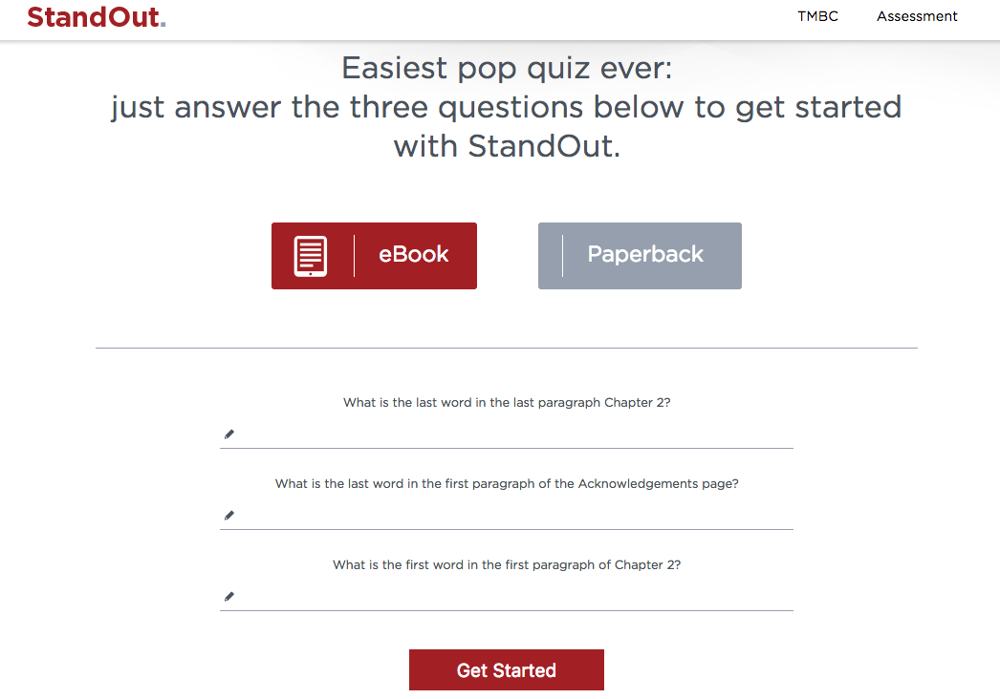 StandOut.
TMBC
Assessment
Easiest pop quiz ever:
just answer the three questions below to get started
with StandOut.
eBook
Paperback
What is the last word in the last paragraph Chapter 2?
What is the last word in the first paragraph of the Acknowledgements page?
What is the first word in the first paragraph of Chapter 2?
Get Started